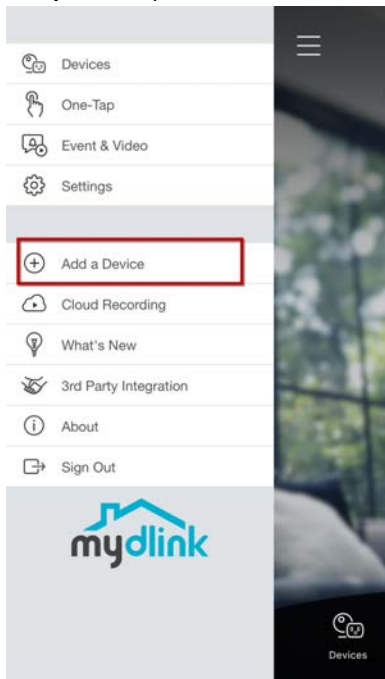 Devices
One-Tap
Event & Video
Settings
Add a Device
Cloud Recording
What's New
3rd Party Integration
About
Sign Out
mydlink
Devices